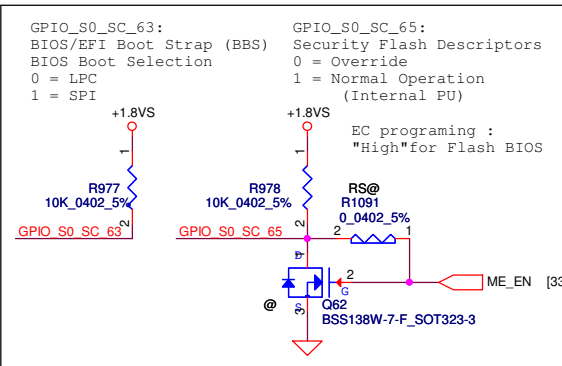 GPIO_S0_SC_63:
BIOS/EFI Boot Strap (BBS)
BIOS Boot Selection
0 = LPC
1 = SPI
GPIO_S0_SC_65:
Security Flash Descriptors
0 = Override
1 = Normal Operation
(Internal PU)
EC programing :
"High"for Flash BIOS
+1.8VS
1
R977
10K_0402_5%
2
GPIO_S0_SC_63
+1.8VS
1
R978
10K_0402_5%
2
GPIO_S0_SC_65
RS@
R1091
0_0402_5%
2
1
1
D
2
G
S
3
@
Q62
BSS138W-7-F_SOT323-3
ME_EN
[33